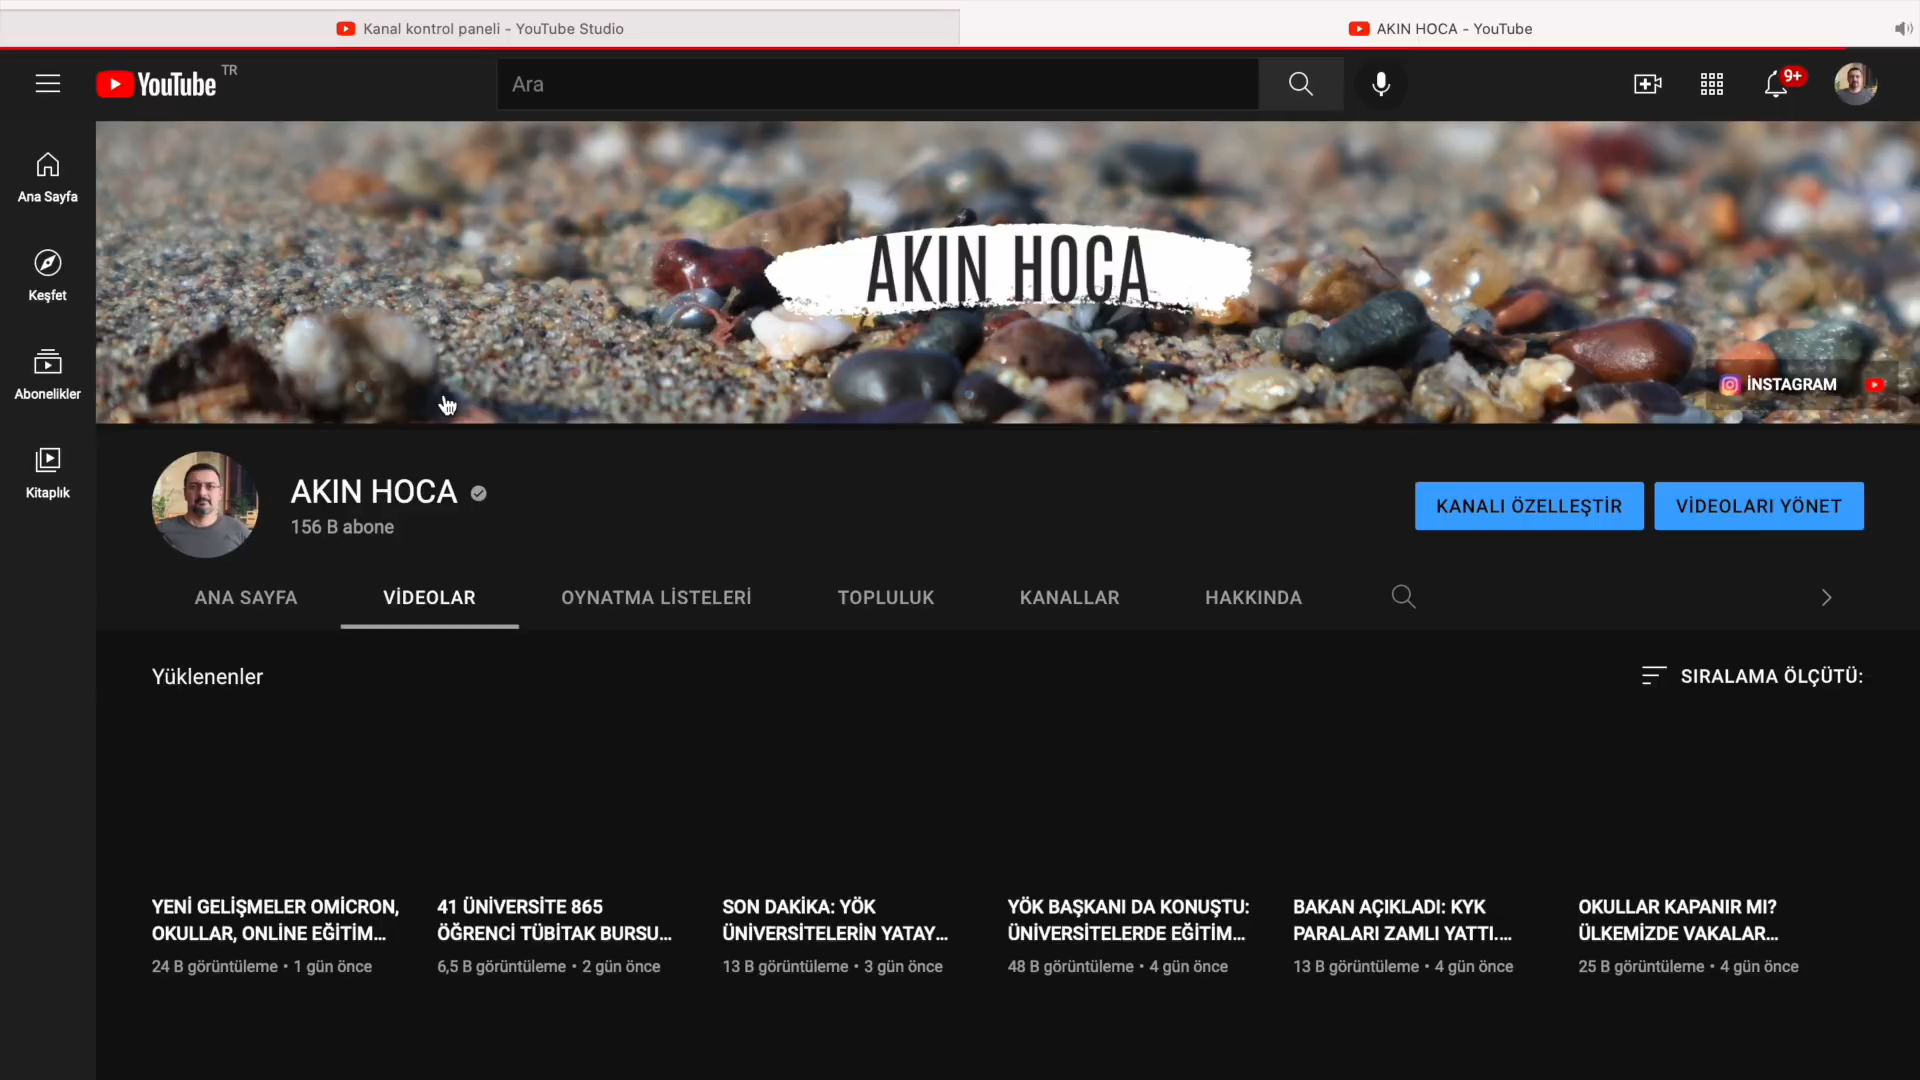 Kanal kontrol paneli - YouTube Studio
AKIN HOCA - YouTube
YouTube TR
Ara
9+
Ana Sayfa
Keşfet
Abonelikler
Kitaplık
AKIN HOCA
İNSTAGRAM
AKIN HOCA
156 B abone
KANALI ÖZELLEŞTİR
VİDEOLARI YÖNET
ANA SAYFA
VİDEOLAR
OYNATMA LİSTELERİ
TOPLULUK
KANALLAR
HAKKINDA
Yüklenenler
SIRALAMA ÖLÇÜTÜ:
YENİ GELİŞMELER OMİCRON,
OKULLAR, ONLİNE EĞİTİM...
24 B görüntüleme • 1 gün önce
41 ÜNİVERSİTE 865
ÖĞRENCİ TÜBİTAK BURSU...
6,5 B görüntüleme • 2 gün önce
SON DAKİKA: YÖK
ÜNİVERSİTELERİN YATAY...
13 B görüntüleme • 3 gün önce
YÖK BAŞKANI DA KONUŞTU:
ÜNİVERSİTELERDE EĞİTİM...
48 B görüntüleme • 4 gün önce
BAKAN AÇIKLADI: KYK
PARALARI ZAMLI YATTI....
13 B görüntüleme • 4 gün önce
OKULLAR KAPANIR MI?
ÜLKEMİZDE VAKALAR...
25 B görüntüleme • 4 gün önce